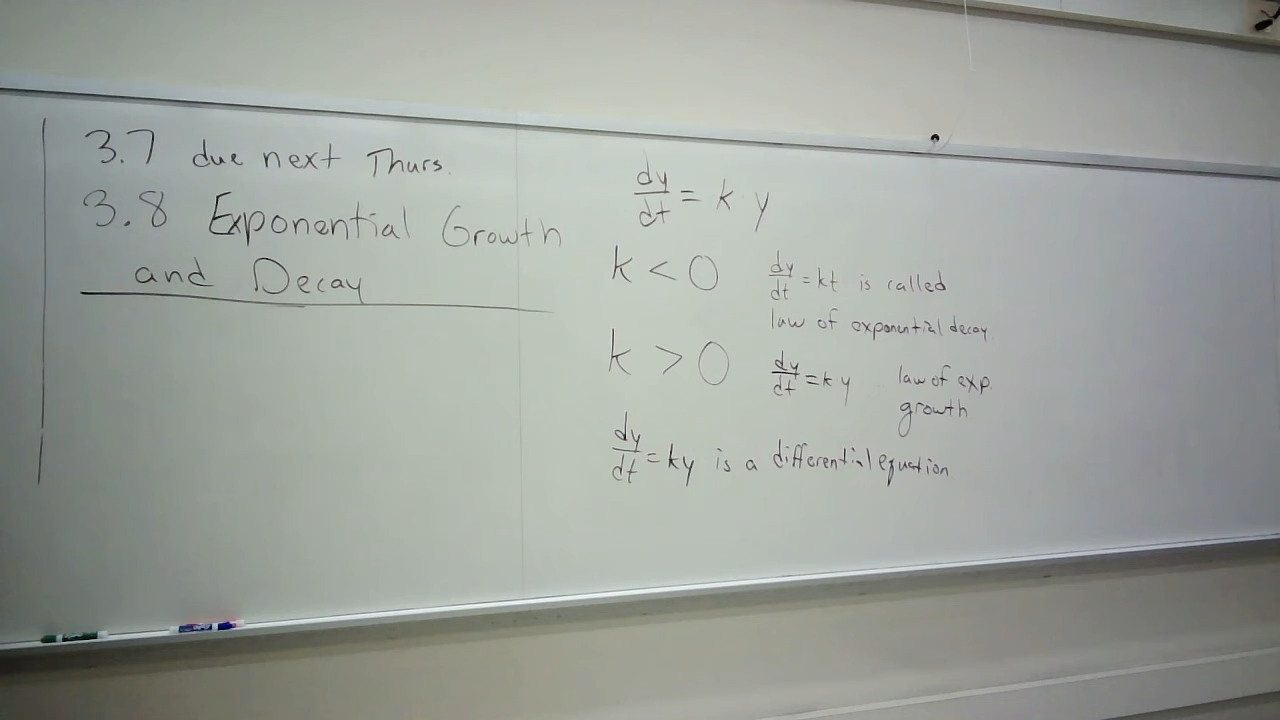 3.7 due next Thurs.
3.8 Exponential Growth
and Decay
dy/dt = k y
k < 0
dy/dt = kt is called
law of exponential decay
k > 0
dy/dt = ky law of exp.
growth
dy/dt = ky is a differential equation